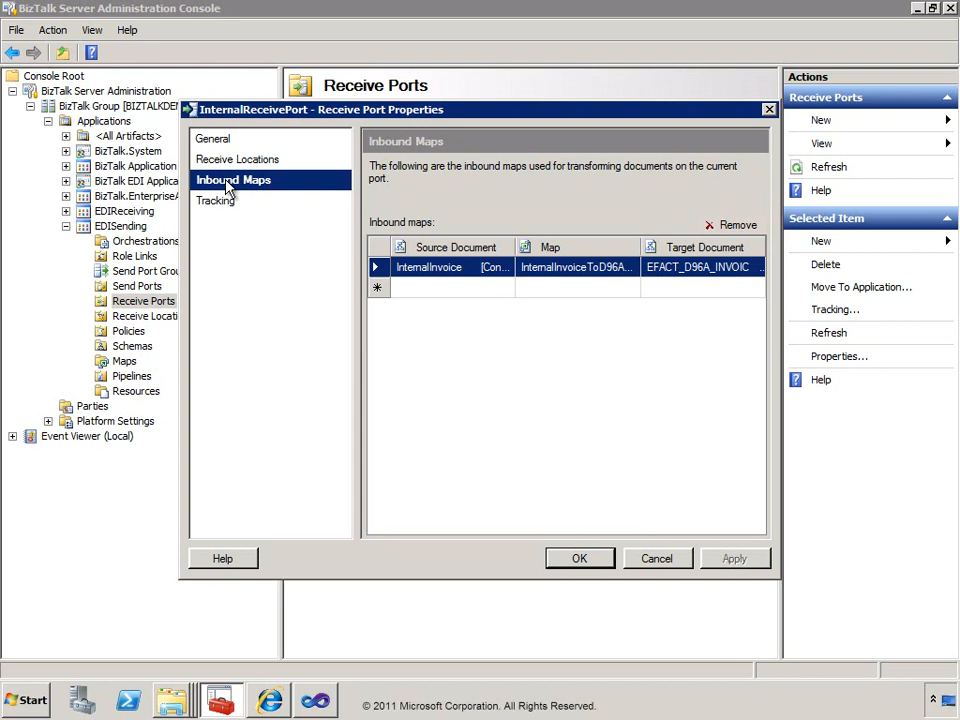 BizTalk Server Administration Console
File Action View Help
Console Root
BizTalk Server Administration
BizTalk Group [BIZTALKDEM
Applications
<All Artifacts>
BizTalk.System
BizTalk Application
BizTalk EDI Applica
BizTalk.EnterpriseA
EDIReceiving
EDISending
Orchestrations
Role Links
Send Port Grou
Send Ports
Receive Ports
Receive Locati
Policies
Schemas
Maps
Pipelines
Resources
Parties
Platform Settings
Event Viewer (Local)
Receive Ports
InternalReceivePort - Receive Port Properties
General
Receive Locations
Inbound Maps
Tracking
Inbound Maps
The following are the inbound maps used for transforming documents on the current
port.
Inbound maps:
Remove
Source Document Map Target Document
InternalInvoice [Con... InternalInvoiceToD96A... EFACT_D96A_INVOIC ...
Help OK Cancel Apply
Actions
Receive Ports
New
View
Refresh
Help
Selected Item
New
Delete
Move To Application...
Tracking...
Refresh
Properties...
Help
Start
© 2011 Microsoft Corporation. All Rights Reserved.